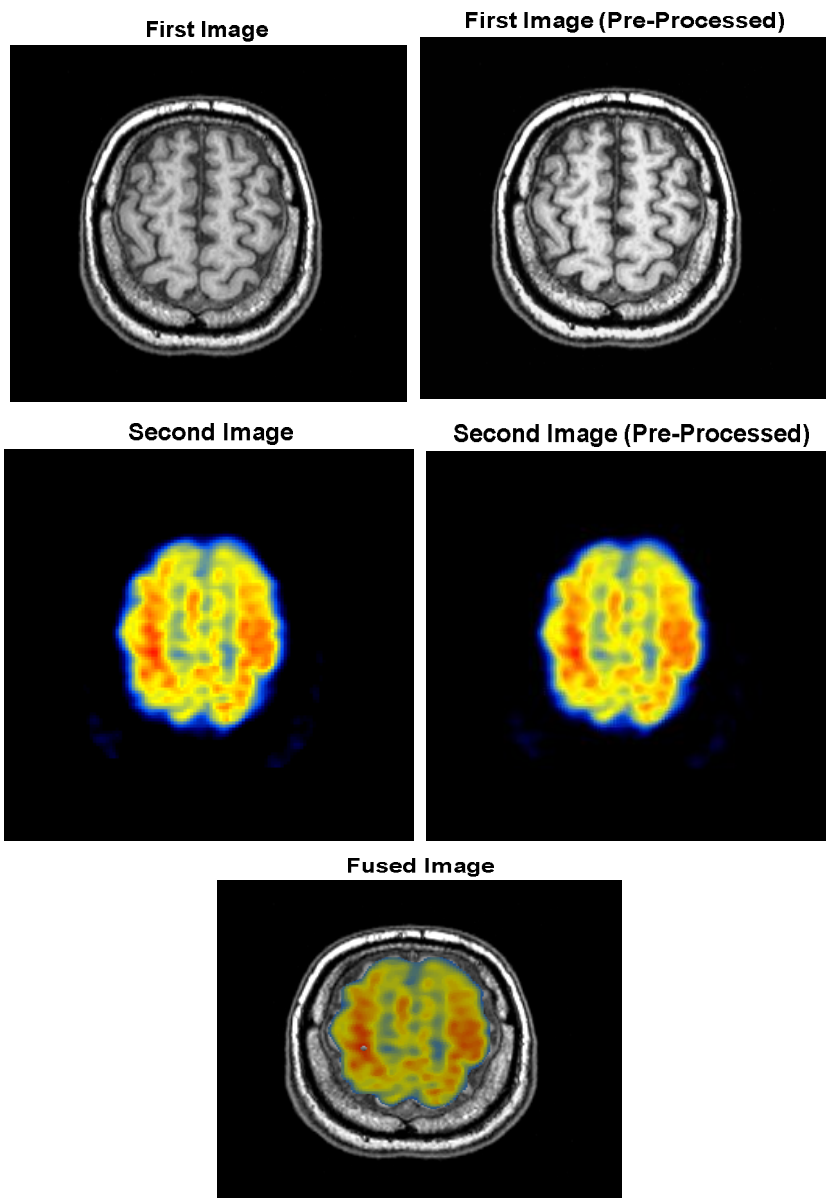 First Image
First Image (Pre-Processed)
Second Image
Second Image (Pre-Processed)
Fused Image